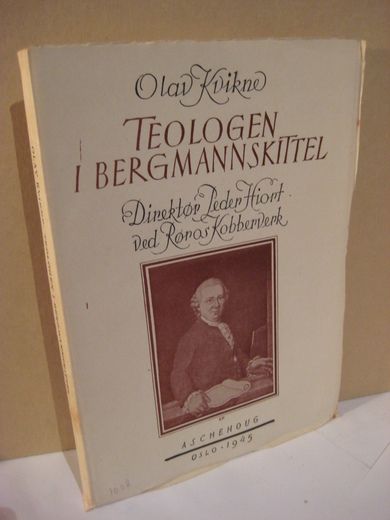 Olav Kvikne
TEOLOGEN
I BERGMANNSKITTEL
Direktør Peder Hiort
ved Røros Kobberverk
ASCHEHOUG
OSLO · 1945